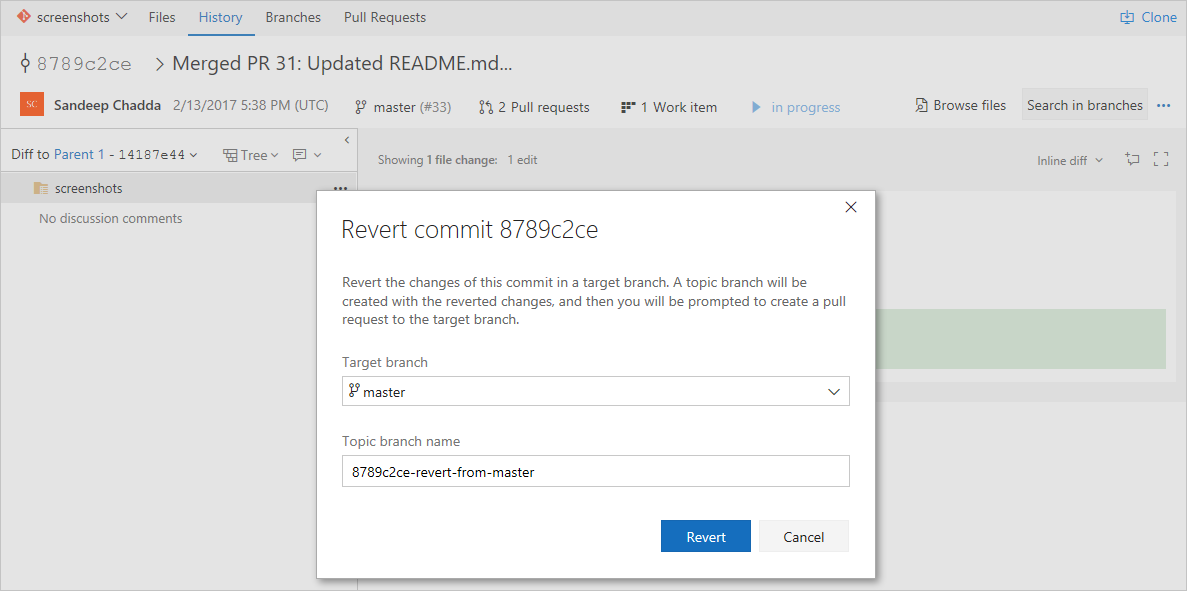 screenshots Files History Branches Pull Requests Clone
8789c2ce Merged PR 31: Updated README.md...
SC Sandeep Chadda 2/13/2017 5:38 PM (UTC) master (#33) 2 Pull requests 1 Work item in progress Browse files Search in branches ...
Diff to Parent 1 - 14187e44 Tree
Showing 1 file change: 1 edit Inline diff
screenshots ...
No discussion comments
Revert commit 8789c2ce
Revert the changes of this commit in a target branch. A topic branch will be
created with the reverted changes, and then you will be prompted to create a pull
request to the target branch.
Target branch
master
Topic branch name
8789c2ce-revert-from-master
Revert Cancel